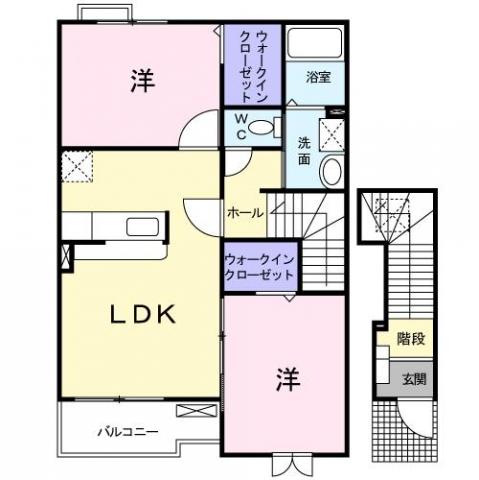 ウォークイン
クローゼット
洋
浴室
WC
洗面
ホール
ウォークイン
クローゼット
LDK
階段
洋
玄関
バルコニー